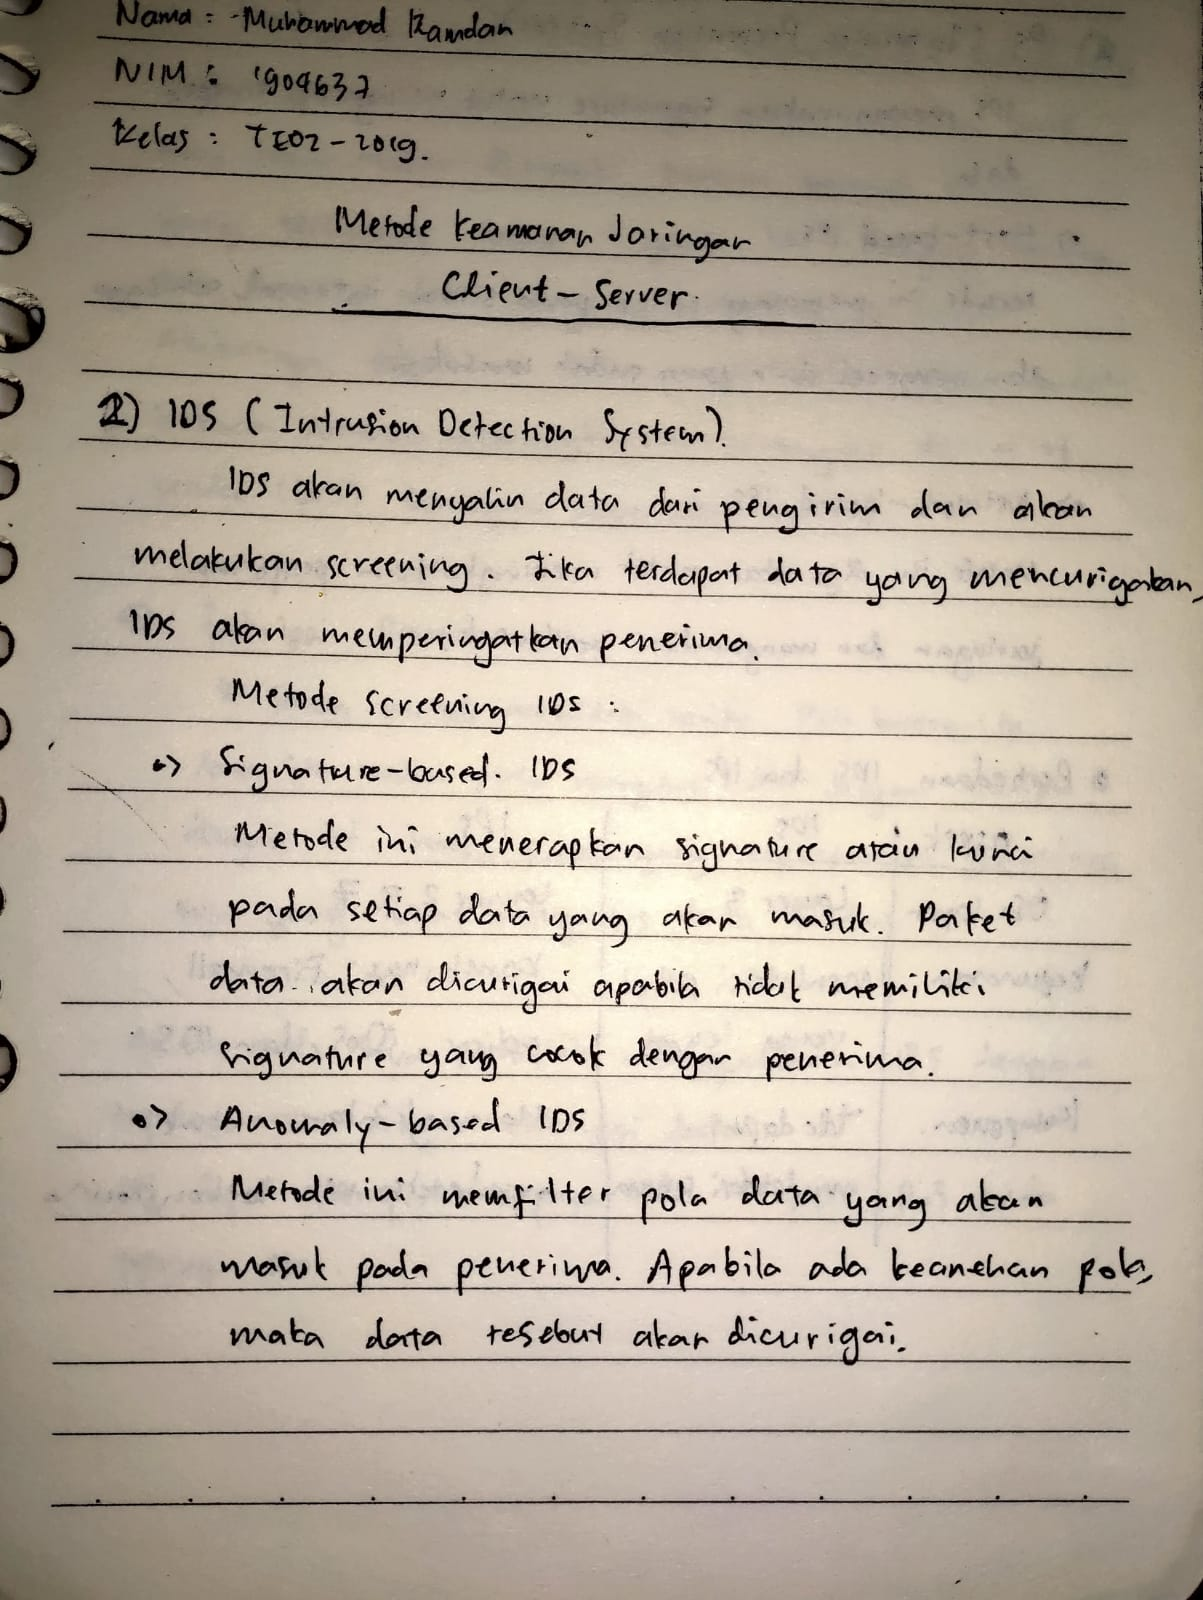 Nama : Muhammad Ramdan
NIM : 1904637
Kelas : TE02 - 2019.
Metode Keamanan Jaringan
Client - Server.
2) IDS ( Intrusion Detection System).
IDS akan menyalin data dari pengirim dan akan
melakukan screening. Jika terdapat data yang mencurigakan,
IDS akan memperingatkan penerima.
Metode screening IDS :
•> Signature-based. IDS
Metode ini menerapkan signature atau kunci
pada setiap data yang akan masuk. Paket
data akan dicurigai apabila tidak memiliki
signature yang cocok dengan penerima.
•> Anomaly-based IDS
Metode ini memfilter pola data yang akan
masuk pada penerima. Apabila ada keanehan pola,
maka data tesebut akan dicurigai.